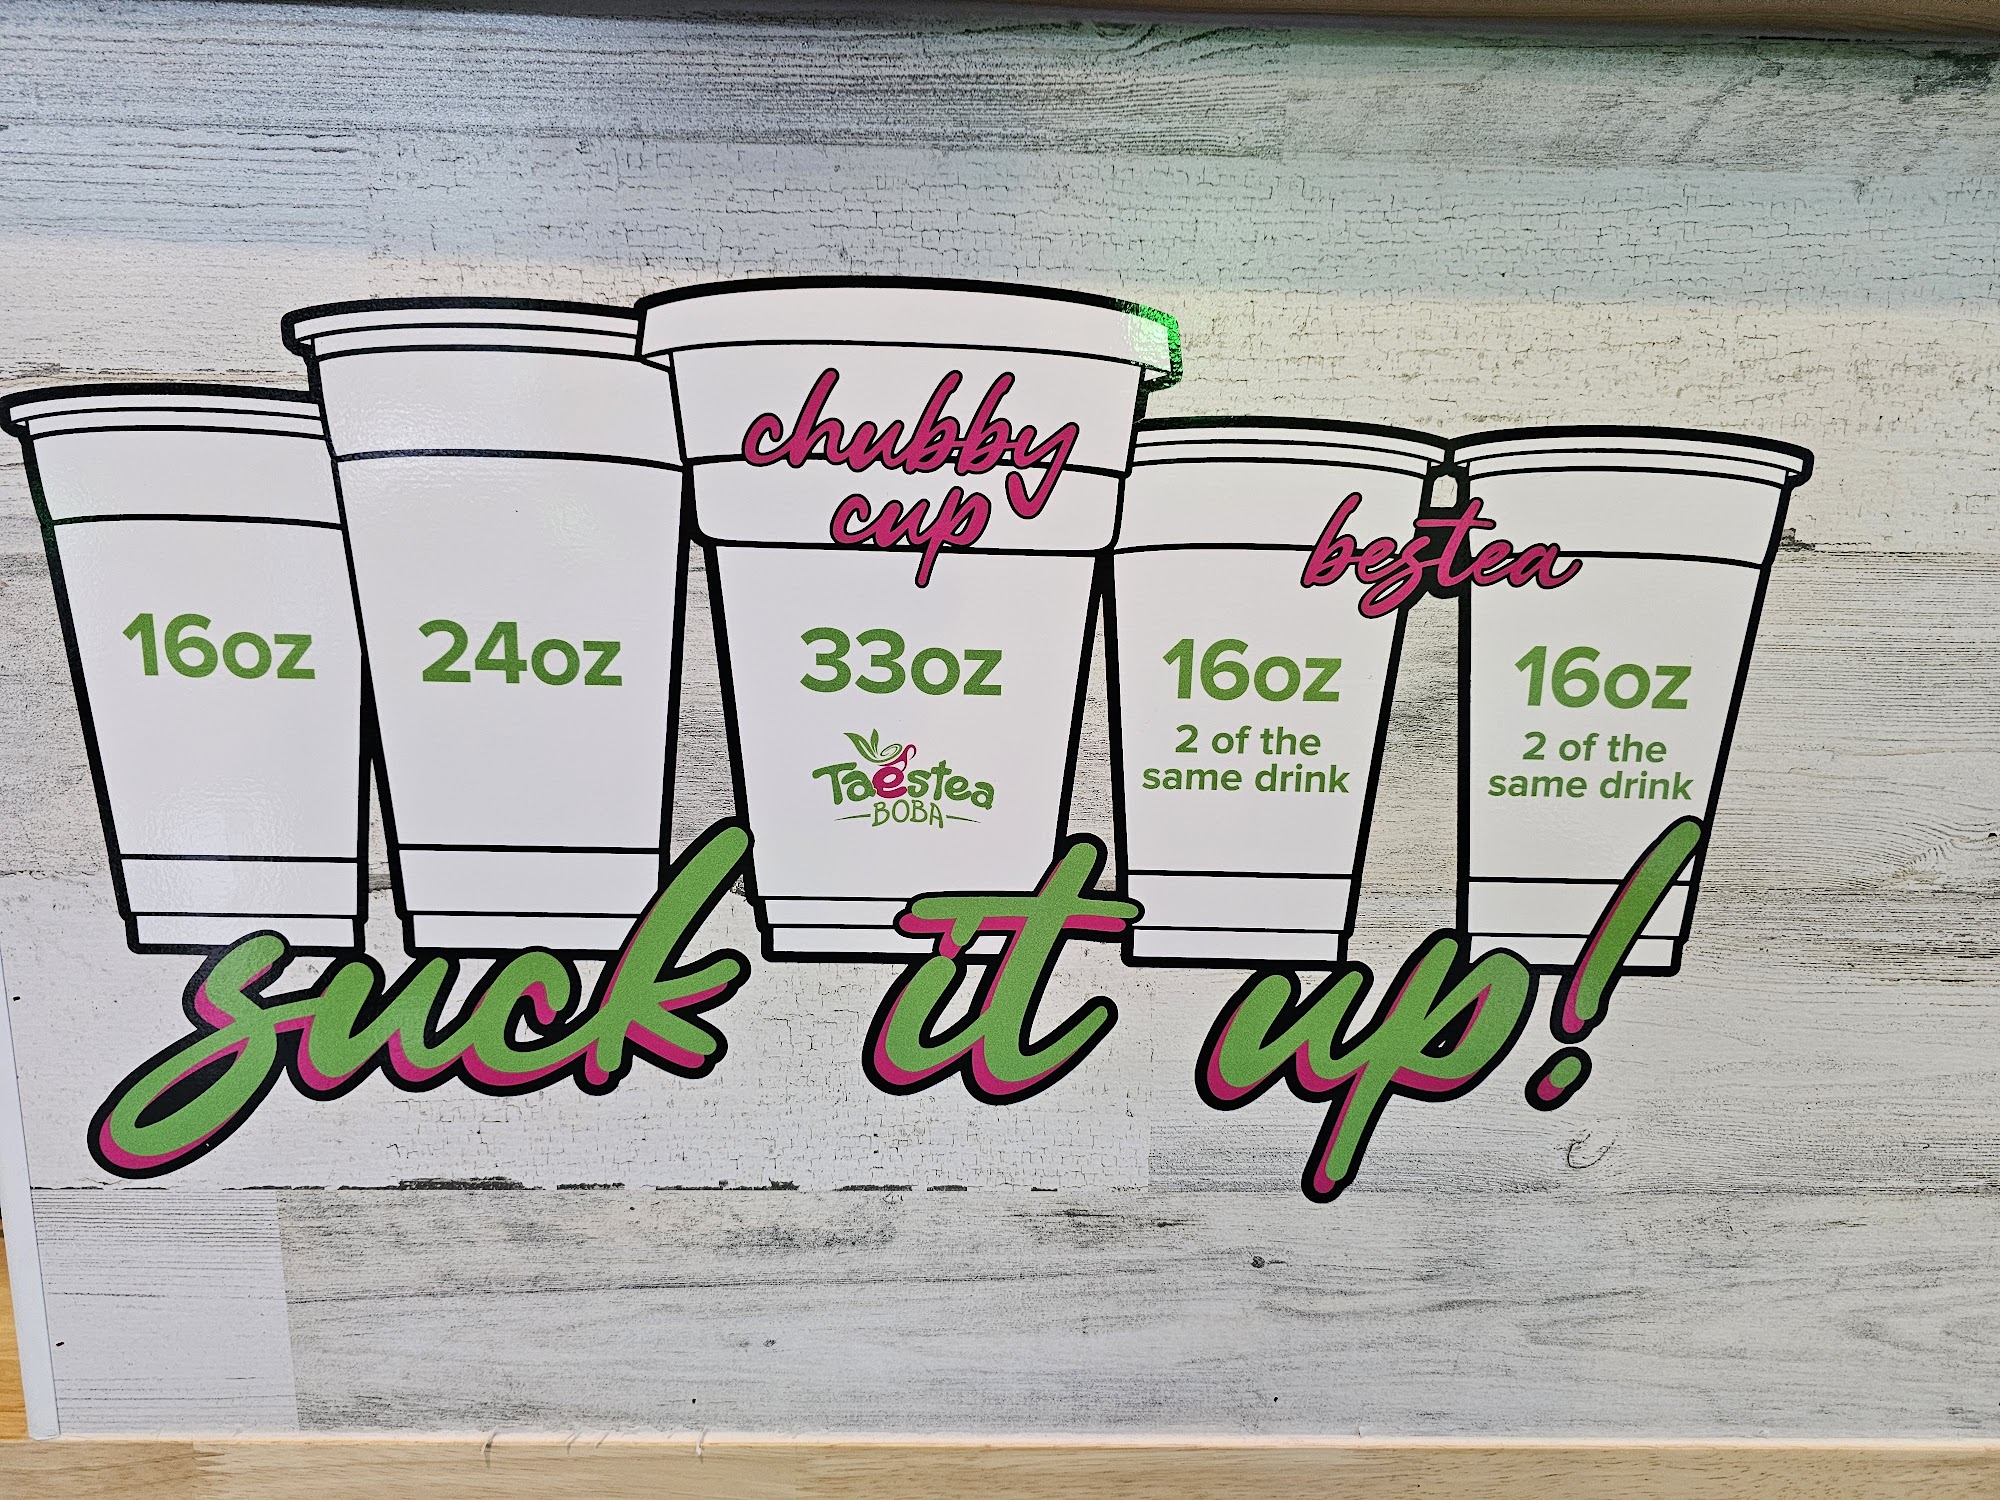 chubby
cup
bestea
16oz
24oz
33oz
16oz
2 of the
same drink
16oz
2 of the
same drink
Taestea
BOBA
suck it up!